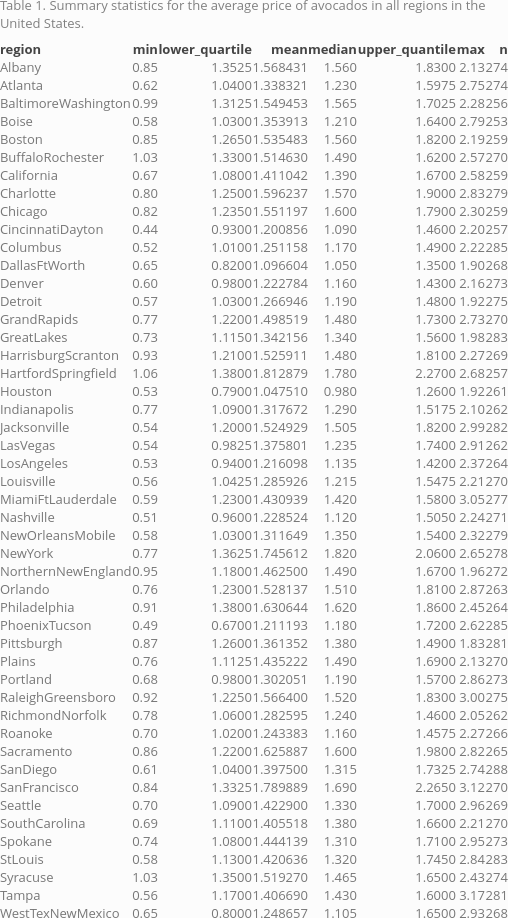 Table 1. Summary statistics for the average price of avocados in all regions in the
United States.
region min lower_quartile mean median upper_quantile max n
Albany 0.85 1.3525 1.568431 1.560 1.8300 2.13 274
Atlanta 0.62 1.0400 1.338321 1.230 1.5975 2.75 274
BaltimoreWashington 0.99 1.3125 1.549453 1.565 1.7025 2.28 256
Boise 0.58 1.0300 1.353913 1.210 1.6400 2.79 253
Boston 0.85 1.2650 1.535483 1.560 1.8200 2.19 259
BuffaloRochester 1.03 1.3300 1.514630 1.490 1.6200 2.57 270
California 0.67 1.0800 1.411042 1.390 1.6700 2.58 259
Charlotte 0.80 1.2500 1.596237 1.570 1.9000 2.83 279
Chicago 0.82 1.2350 1.551197 1.600 1.7900 2.30 259
CincinnatiDayton 0.44 0.9300 1.200856 1.090 1.4600 2.20 257
Columbus 0.52 1.0100 1.251158 1.170 1.4900 2.22 285
DallasFtWorth 0.65 0.8200 1.096604 1.050 1.3500 1.90 268
Denver 0.60 0.9800 1.222784 1.160 1.4300 2.16 273
Detroit 0.57 1.0300 1.266946 1.190 1.4800 1.92 275
GrandRapids 0.77 1.2200 1.498519 1.480 1.7300 2.73 270
GreatLakes 0.73 1.1150 1.342156 1.340 1.5600 1.98 283
HarrisburgScranton 0.93 1.2100 1.525911 1.480 1.8100 2.27 269
HartfordSpringfield 1.06 1.3800 1.812879 1.780 2.2700 2.68 257
Houston 0.53 0.7900 1.047510 0.980 1.2600 1.92 261
Indianapolis 0.77 1.0900 1.317672 1.290 1.5175 2.10 262
Jacksonville 0.54 1.2000 1.524929 1.505 1.8200 2.99 282
LasVegas 0.54 0.9825 1.375801 1.235 1.7400 2.91 262
LosAngeles 0.53 0.9400 1.216098 1.135 1.4200 2.37 264
Louisville 0.56 1.0425 1.285926 1.215 1.5475 2.21 270
MiamiFtLauderdale 0.59 1.2300 1.430939 1.420 1.5800 3.05 277
Nashville 0.51 0.9600 1.228524 1.120 1.5050 2.24 271
NewOrleansMobile 0.58 1.0300 1.311649 1.350 1.5400 2.32 279
NewYork 0.77 1.3625 1.745612 1.820 2.0600 2.65 278
NorthernNewEngland 0.95 1.1800 1.462500 1.490 1.6700 1.96 272
Orlando 0.76 1.2300 1.528137 1.510 1.8100 2.87 263
Philadelphia 0.91 1.3800 1.630644 1.620 1.8600 2.45 264
PhoenixTucson 0.49 0.6700 1.211193 1.180 1.7200 2.62 285
Pittsburgh 0.87 1.2600 1.361352 1.380 1.4900 1.83 281
Plains 0.76 1.1125 1.435222 1.490 1.6900 2.13 270
Portland 0.68 0.9800 1.302051 1.190 1.5700 2.86 273
RaleighGreensboro 0.92 1.2250 1.566400 1.520 1.8300 3.00 275
RichmondNorfolk 0.78 1.0600 1.282595 1.240 1.4600 2.05 262
Roanoke 0.70 1.0200 1.243383 1.160 1.4575 2.27 266
Sacramento 0.86 1.2200 1.625887 1.600 1.9800 2.82 265
SanDiego 0.61 1.0400 1.397500 1.315 1.7325 2.74 288
SanFrancisco 0.84 1.3325 1.789889 1.690 2.2650 3.12 270
Seattle 0.70 1.0900 1.422900 1.330 1.7000 2.96 269
SouthCarolina 0.69 1.1100 1.405518 1.380 1.6600 2.21 270
Spokane 0.74 1.0800 1.444139 1.310 1.7100 2.95 273
StLouis 0.58 1.1300 1.420636 1.320 1.7450 2.84 283
Syracuse 1.03 1.3500 1.519270 1.465 1.6500 2.43 274
Tampa 0.56 1.1700 1.406690 1.430 1.6000 3.17 281
WestTexNewMexico 0.65 0.8000 1.248657 1.105 1.6500 2.93 268